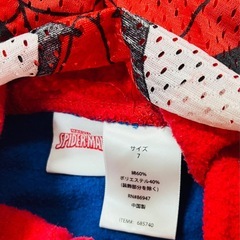 SPIDER-MAN
サイズ
7
綿60%
ポリエステル40%
(装飾部分を除く)
RN486947
中国製
ITEM# 685740